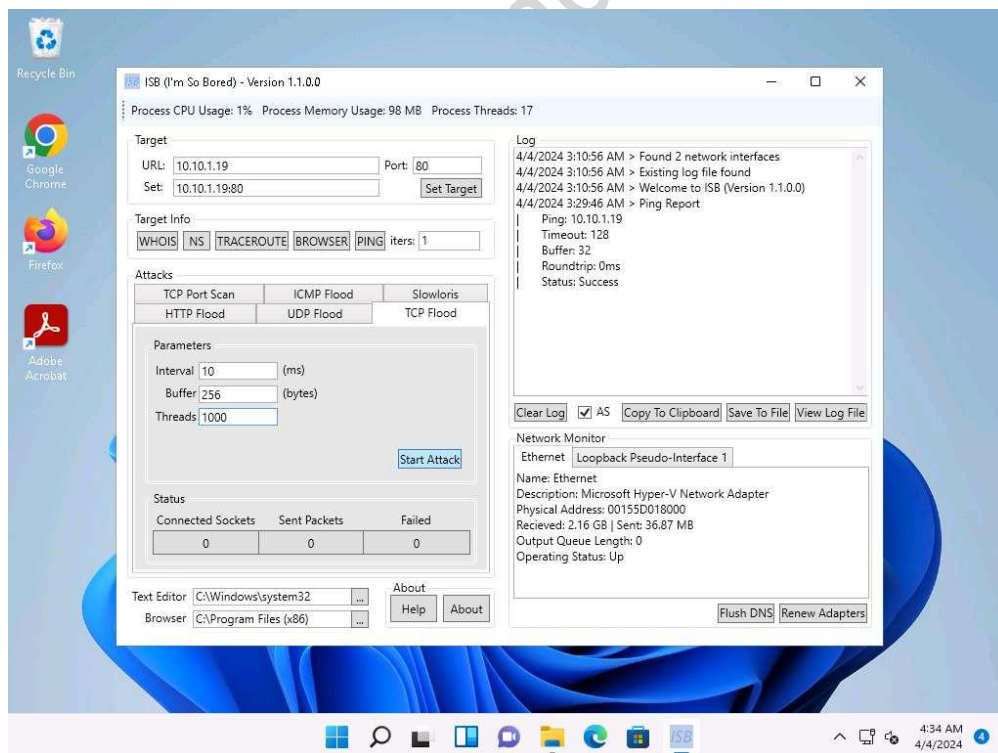 Recycle Bin
Google
Chrome
Firefox
Adobe
Acrobat
ISB ISB (I'm So Bored) - Version 1.1.0.0
Process CPU Usage: 1% Process Memory Usage: 98 MB Process Threads: 17
Target
URL: 10.10.1.19 Port: 80
Set: 10.10.1.19:80 Set Target
Target Info
WHOIS NS TRACEROUTE BROWSER PING iters: 1
Attacks
TCP Port Scan ICMP Flood Slowloris
HTTP Flood UDP Flood TCP Flood
Parameters
Interval 10 (ms)
Buffer 256 (bytes)
Threads 1000
Start Attack
Status
Connected Sockets Sent Packets Failed
0 0 0
Text Editor C:\Windows\system32 ...
Browser C:\Program Files (x86) ...
About
Help About
Log
4/4/2024 3:10:56 AM > Found 2 network interfaces
4/4/2024 3:10:56 AM > Existing log file found
4/4/2024 3:10:56 AM > Welcome to ISB (Version 1.1.0.0)
4/4/2024 3:29:46 AM > Ping Report
| Ping: 10.10.1.19
| Timeout: 128
| Buffer: 32
| Roundtrip: 0ms
| Status: Success
Clear Log AS Copy To Clipboard Save To File View Log File
Network Monitor
Ethernet Loopback Pseudo-Interface 1
Name: Ethernet
Description: Microsoft Hyper-V Network Adapter
Physical Address: 00155D018000
Recieved: 2.16 GB | Sent: 36.87 MB
Output Queue Length: 0
Operating Status: Up
Flush DNS Renew Adapters
ISB
4:34 AM
4/4/2024 4